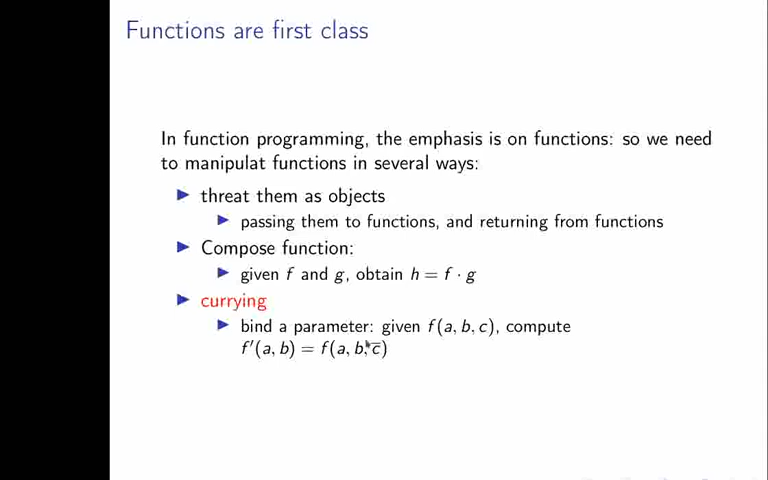 Functions are first class
In function programming, the emphasis is on functions: so we need
to manipulat functions in several ways:
▶ threat them as objects
▶ passing them to functions, and returning from functions
▶ Compose function:
▶ given f and g, obtain h = f · g
▶ currying
▶ bind a parameter: given f(a, b, c), compute
f′(a, b) = f(a, b, c̅)